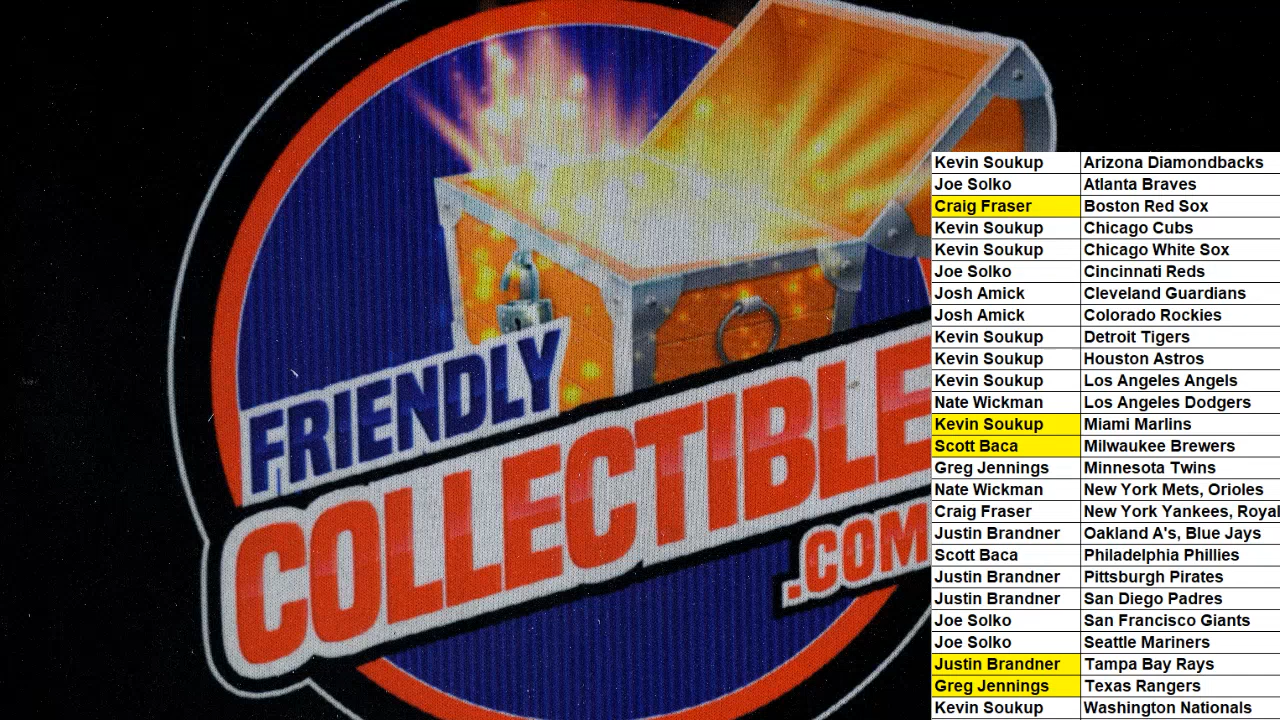 FRIENDLY
COLLECTIBLE
.COM
Kevin Soukup Arizona Diamondbacks
Joe Solko Atlanta Braves
Craig Fraser Boston Red Sox
Kevin Soukup Chicago Cubs
Kevin Soukup Chicago White Sox
Joe Solko Cincinnati Reds
Josh Amick Cleveland Guardians
Josh Amick Colorado Rockies
Kevin Soukup Detroit Tigers
Kevin Soukup Houston Astros
Kevin Soukup Los Angeles Angels
Nate Wickman Los Angeles Dodgers
Kevin Soukup Miami Marlins
Scott Baca Milwaukee Brewers
Greg Jennings Minnesota Twins
Nate Wickman New York Mets, Orioles
Craig Fraser New York Yankees, Royal
Justin Brandner Oakland A's, Blue Jays
Scott Baca Philadelphia Phillies
Justin Brandner Pittsburgh Pirates
Justin Brandner San Diego Padres
Joe Solko San Francisco Giants
Joe Solko Seattle Mariners
Justin Brandner Tampa Bay Rays
Greg Jennings Texas Rangers
Kevin Soukup Washington Nationals